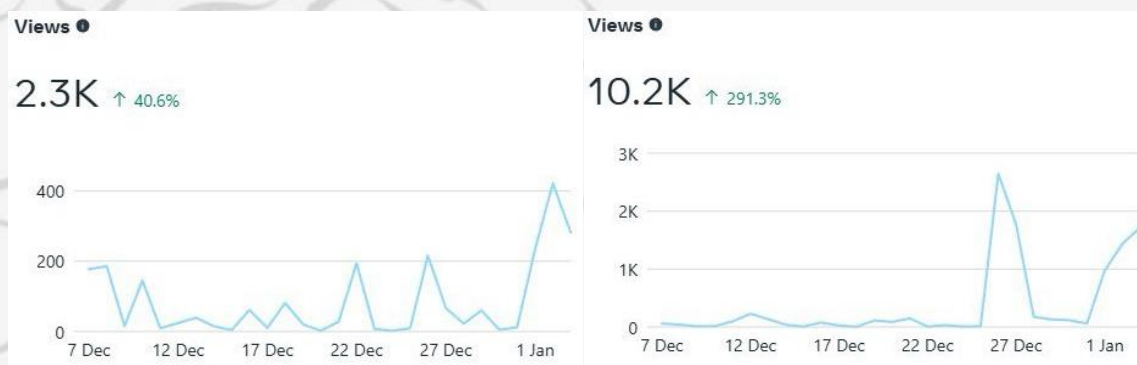 Views
2.3K ↑ 40.6%
400
200
0
7 Dec 12 Dec 17 Dec 22 Dec 27 Dec 1 Jan
Views
10.2K ↑ 291.3%
3K
2K
1K
0
7 Dec 12 Dec 17 Dec 22 Dec 27 Dec 1 Jan